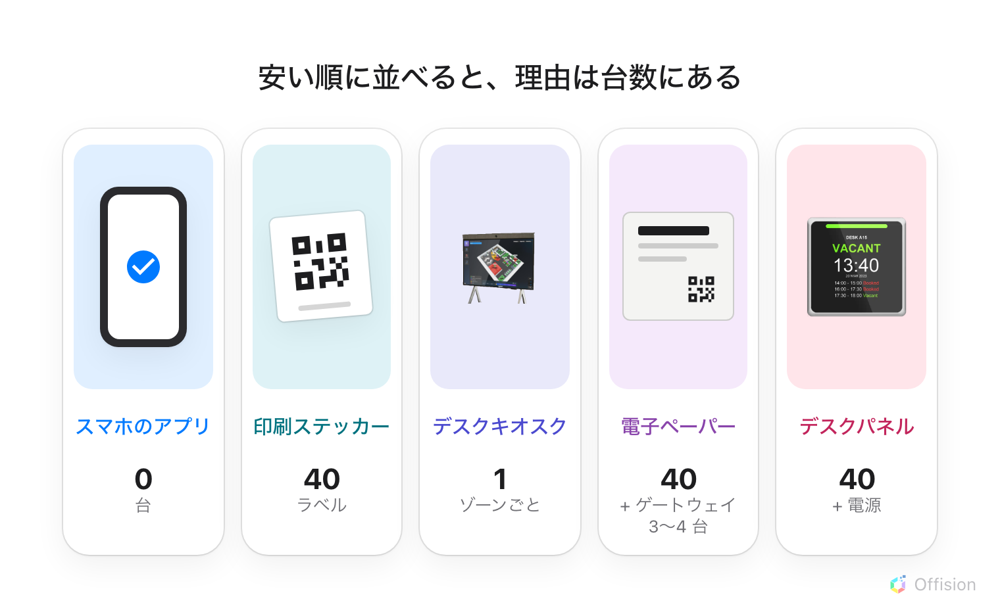 安い順に並べると、理由は台数にある
DESK A15
VACANT
13:40
20 MAR 2025
14:00 - 15:00 Booked
16:00 - 17:30 Booked
17:30 - 18:00 Vacant
スマホのアプリ
0
台
印刷ステッカー
40
ラベル
デスクキオスク
1
ゾーンごと
電子ペーパー
40
+ ゲートウェイ
3〜4 台
デスクパネル
40
+ 電源
Offision